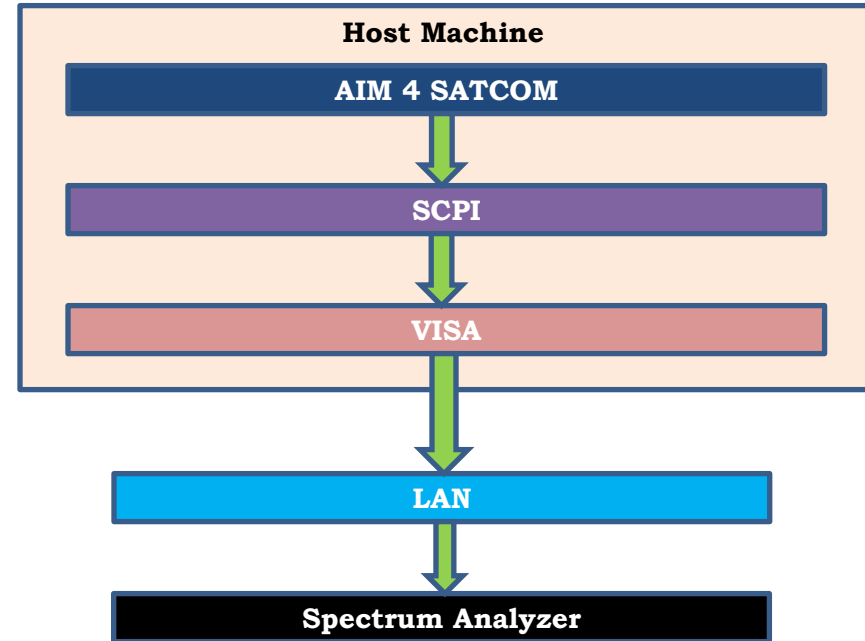 Host Machine
AIM 4 SATCOM
SCPI
VISA
LAN
Spectrum Analyzer